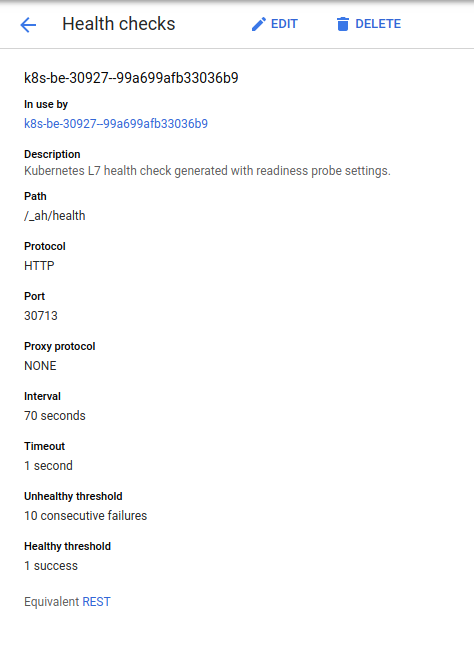 Health checks
EDIT
DELETE
k8s-be-30927--99a699afb33036b9
In use by
k8s-be-30927--99a699afb33036b9
Description
Kubernetes L7 health check generated with readiness probe settings.
Path
/_ah/health
Protocol
HTTP
Port
30713
Proxy protocol
NONE
Interval
70 seconds
Timeout
1 second
Unhealthy threshold
10 consecutive failures
Healthy threshold
1 success
Equivalent REST